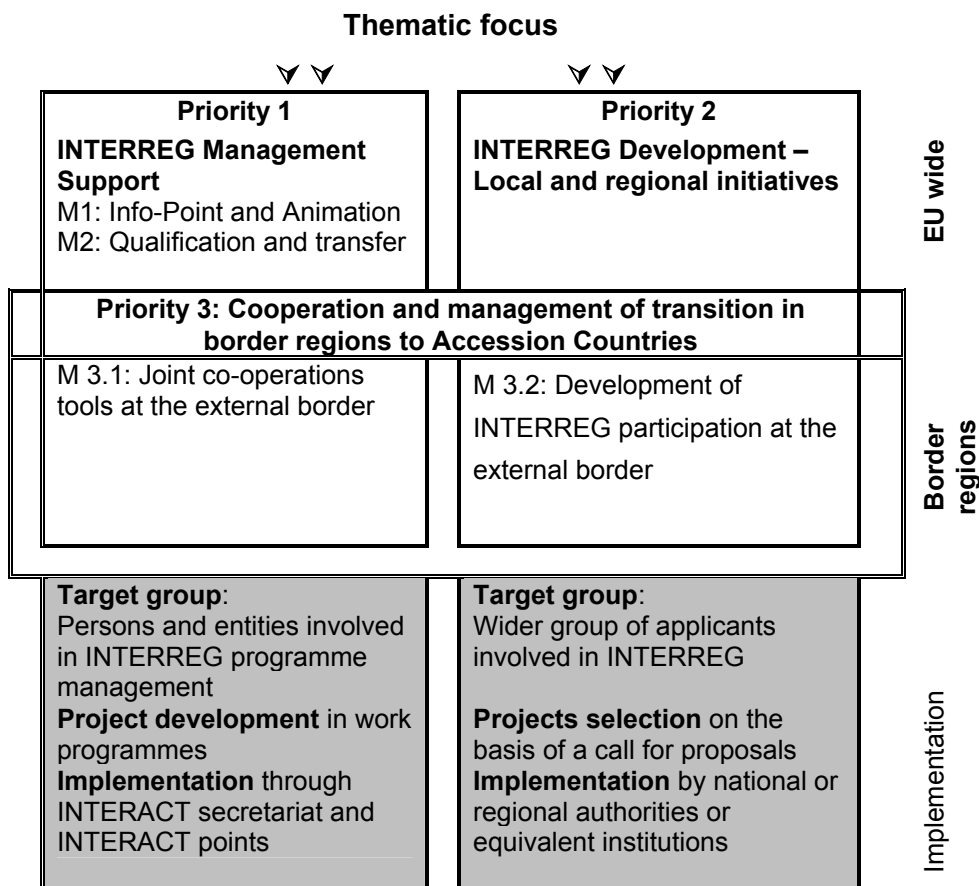 Thematic focus
Priority 1
INTERREG Management
Support
M1: Info-Point and Animation
M2: Qualification and transfer
Priority 2
INTERREG Development –
Local and regional initiatives
EU wide
Priority 3: Cooperation and management of transition in
border regions to Accession Countries
M 3.1: Joint co-operations
tools at the external border
M 3.2: Development of
INTERREG participation at the
external border
Border
regions
Target group:
Persons and entities involved
in INTERREG programme
management
Project development in work
programmes
Implementation through
INTERACT secretariat and
INTERACT points
Target group:
Wider group of applicants
involved in INTERREG
Projects selection on the
basis of a call for proposals
Implementation by national or
regional authorities or
equivalent institutions
Implementation